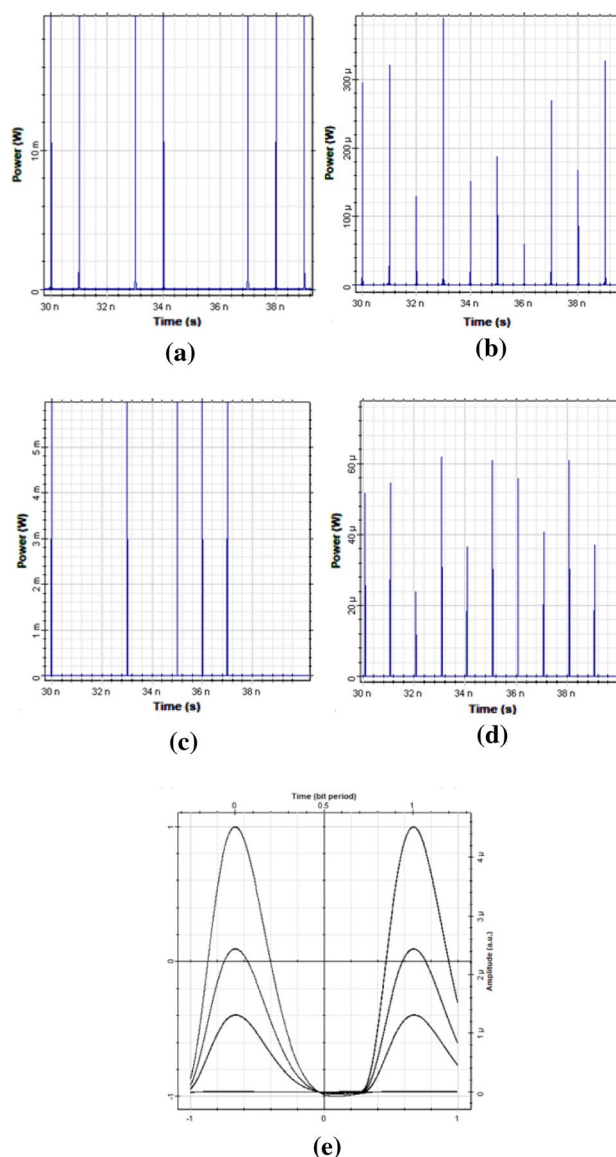 Power (W)
10 m
0
30 n 32 n 34 n 36 n 38 n
Time (s)
(a)
Power (W)
300 µ
200 µ
100 µ
0
30 n 32 n 34 n 36 n 38 n
Time (s)
(b)
Power (W)
5 m
4 m
3 m
2 m
1 m
0
30 n 32 n 34 n 36 n 38 n
Time (s)
(c)
Power (W)
60 µ
40 µ
20 µ
0
30 n 32 n 34 n 36 n 38 n
Time (s)
(d)
Time (bit period)
0 0.5 1
1
0
-1
4 µ
3 µ
2 µ
1 µ
0
Amplitude (a.u.)
-1 0 1
(e)